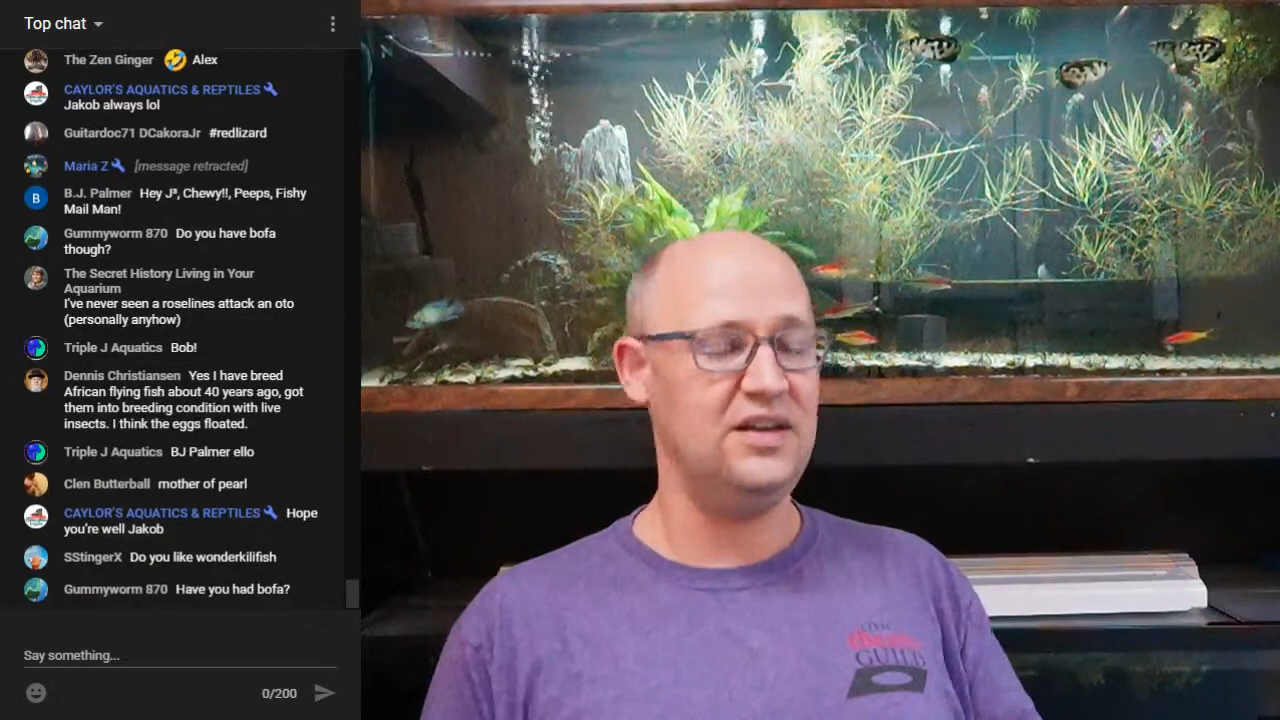 Top chat
The Zen Ginger 🤣 Alex
CAYLOR'S AQUATICS & REPTILES
Jakob always lol
Guitardoc71 DCakoraJr #redlizard
Maria Z [message retracted]
B
B.J. Palmer Hey J³, Chewy!!, Peeps, Fishy
Mail Man!
Gummyworm 870 Do you have bofa
though?
The Secret History Living in Your
Aquarium
I've never seen a roselines attack an oto
(personally anyhow)
Triple J Aquatics Bob!
Dennis Christiansen Yes I have breed
African flying fish about 40 years ago, got
them into breeding condition with live
insects. I think the eggs floated.
Triple J Aquatics BJ Palmer ello
Clen Butterball mother of pearl
CAYLOR'S AQUATICS & REPTILES Hope
you're well Jakob
SStingerX Do you like wonderkilifish
Gummyworm 870 Have you had bofa?
Say something...
0/200
GUILD